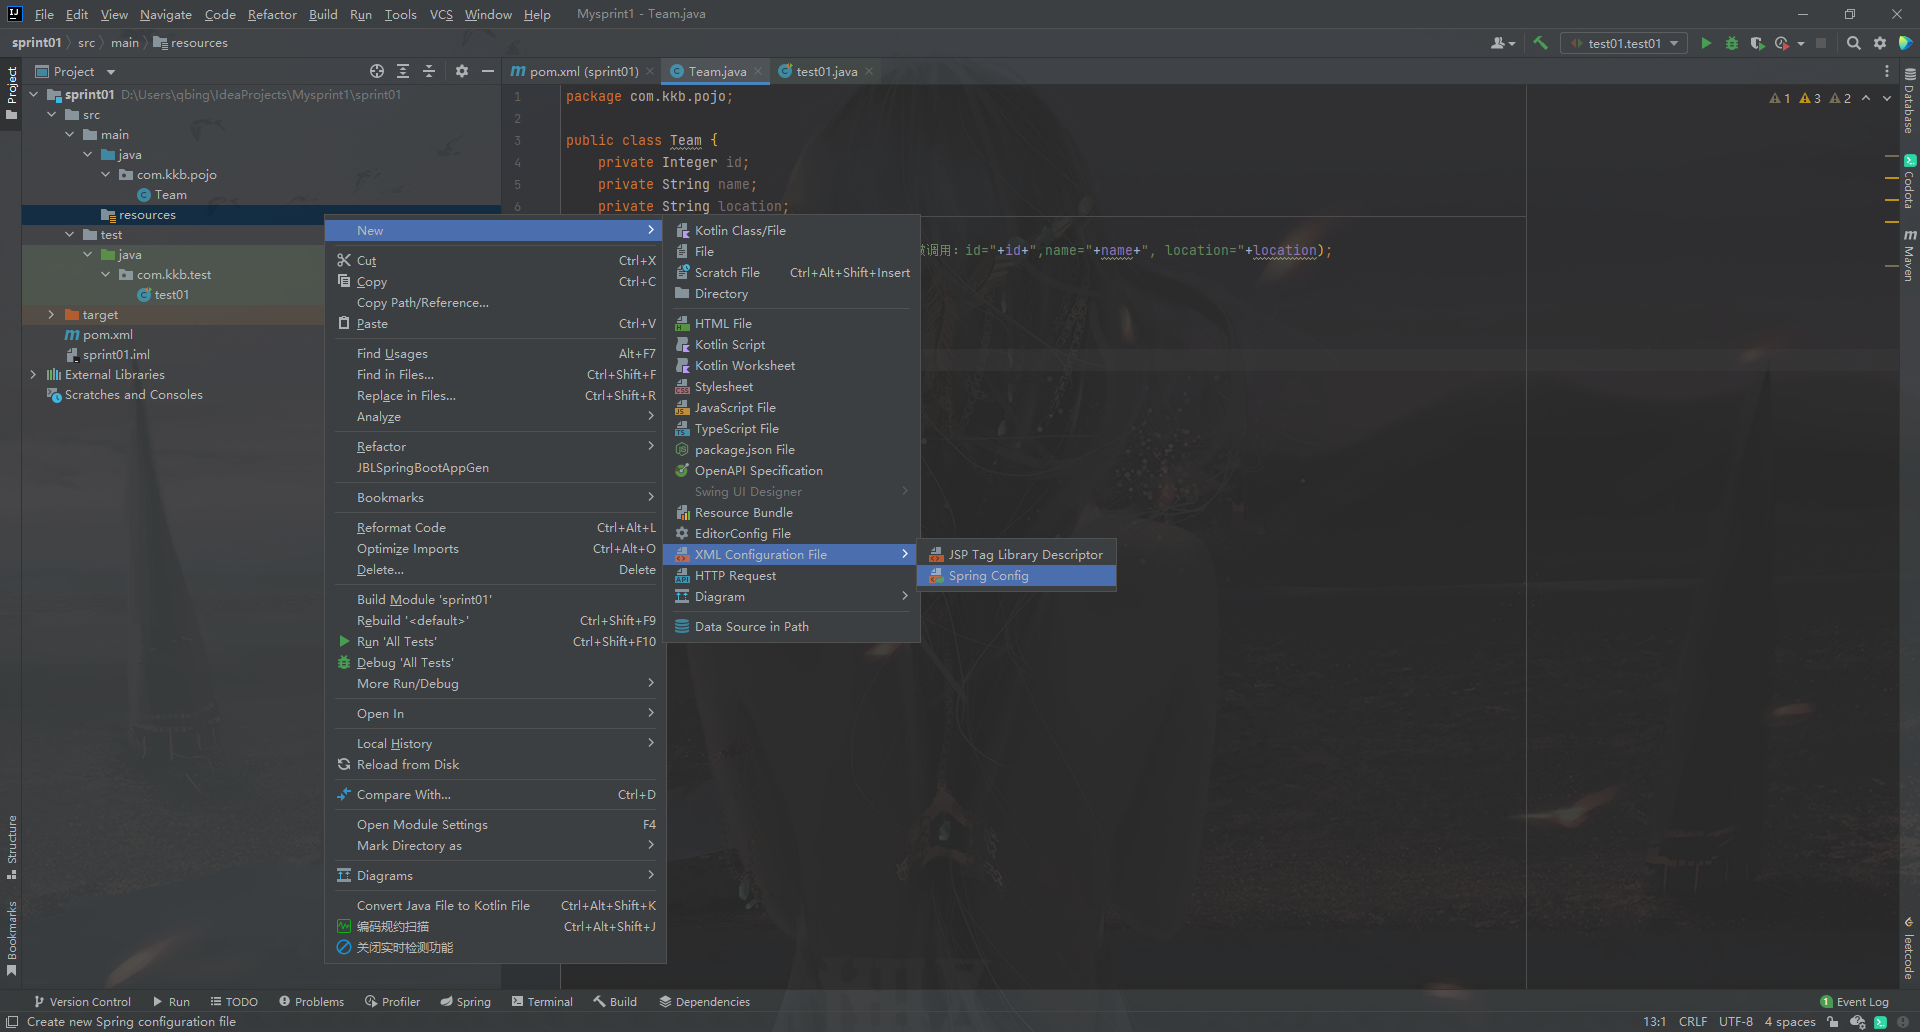 File Edit View Navigate Code Refactor Build Run Tools VCS Window Help Mysprint1 - Team.java
sprint01 src main resources test01.test01
Project
pom.xml (sprint01) Team.java test01.java
sprint01 D:\Users\qbing\IdeaProjects\Mysprint1\sprint01
src
main
java
com.kkb.pojo
Team
resources
test
java
com.kkb.test
test01
target
pom.xml
sprint01.iml
External Libraries
Scratches and Consoles
1 package com.kkb.pojo;
2
3 public class Team {
4 private Integer id;
5 private String name;
6 private String location;
调用: id="+id+",name="+name+", location="+location);
1 3 2
New
Cut Ctrl+X
Copy Ctrl+C
Copy Path/Reference...
Paste Ctrl+V
Find Usages Alt+F7
Find in Files... Ctrl+Shift+F
Replace in Files... Ctrl+Shift+R
Analyze
Refactor
JBLSpringBootAppGen
Bookmarks
Reformat Code Ctrl+Alt+L
Optimize Imports Ctrl+Alt+O
Delete... Delete
Build Module 'sprint01'
Rebuild '<default>' Ctrl+Shift+F9
Run 'All Tests' Ctrl+Shift+F10
Debug 'All Tests'
More Run/Debug
Open In
Local History
Reload from Disk
Compare With... Ctrl+D
Open Module Settings F4
Mark Directory as
Diagrams
Convert Java File to Kotlin File Ctrl+Alt+Shift+K
编码规约扫描 Ctrl+Alt+Shift+J
关闭实时检测功能
Kotlin Class/File
File
Scratch File Ctrl+Alt+Shift+Insert
Directory
HTML File
Kotlin Script
Kotlin Worksheet
Stylesheet
JavaScript File
TypeScript File
package.json File
OpenAPI Specification
Swing UI Designer
Resource Bundle
EditorConfig File
XML Configuration File
HTTP Request
Diagram
Data Source in Path
JSP Tag Library Descriptor
Spring Config
Project
Structure
Bookmarks
Database
Codota
Maven
leetcode
Version Control Run TODO Problems Profiler Spring Terminal Build Dependencies 1 Event Log
Create new Spring configuration file 13:1 CRLF UTF-8 4 spaces